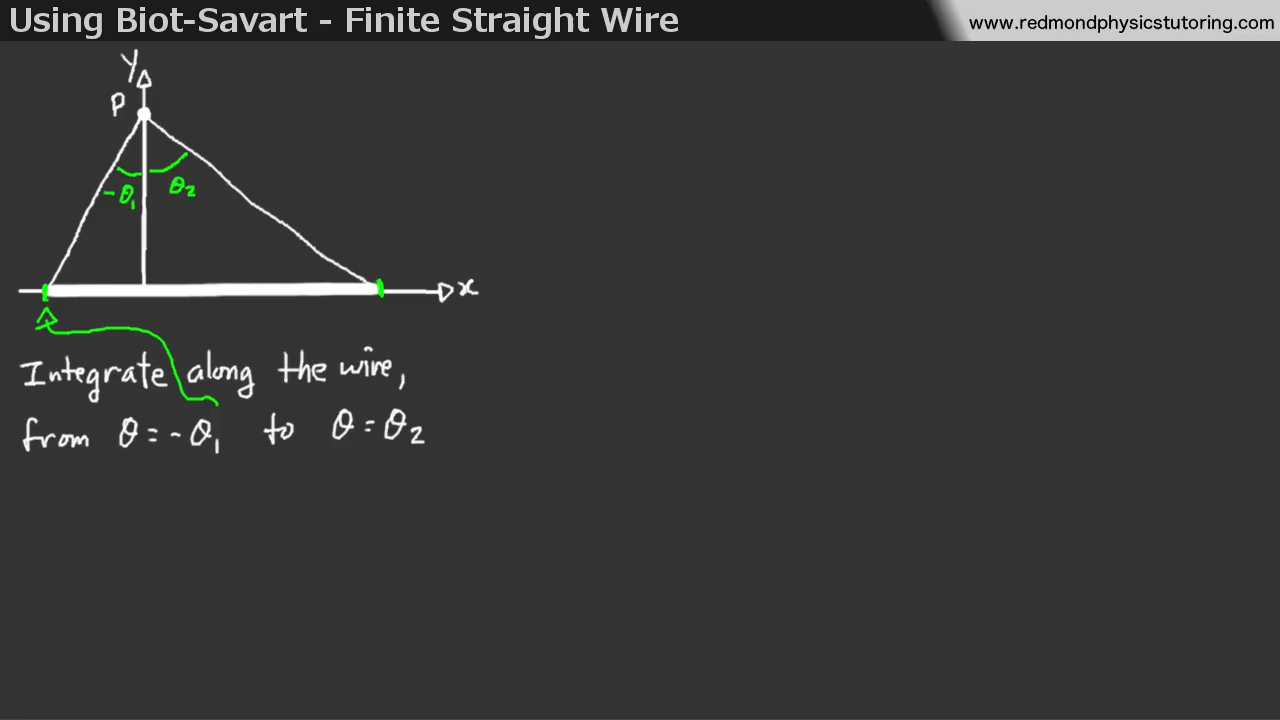 Using Biot-Savart - Finite Straight Wire
www.redmondphysicstutoring.com
Y
P
-θ₁
θ₂
x
Integrate along the wire,
from θ = -θ₁ to θ = θ₂